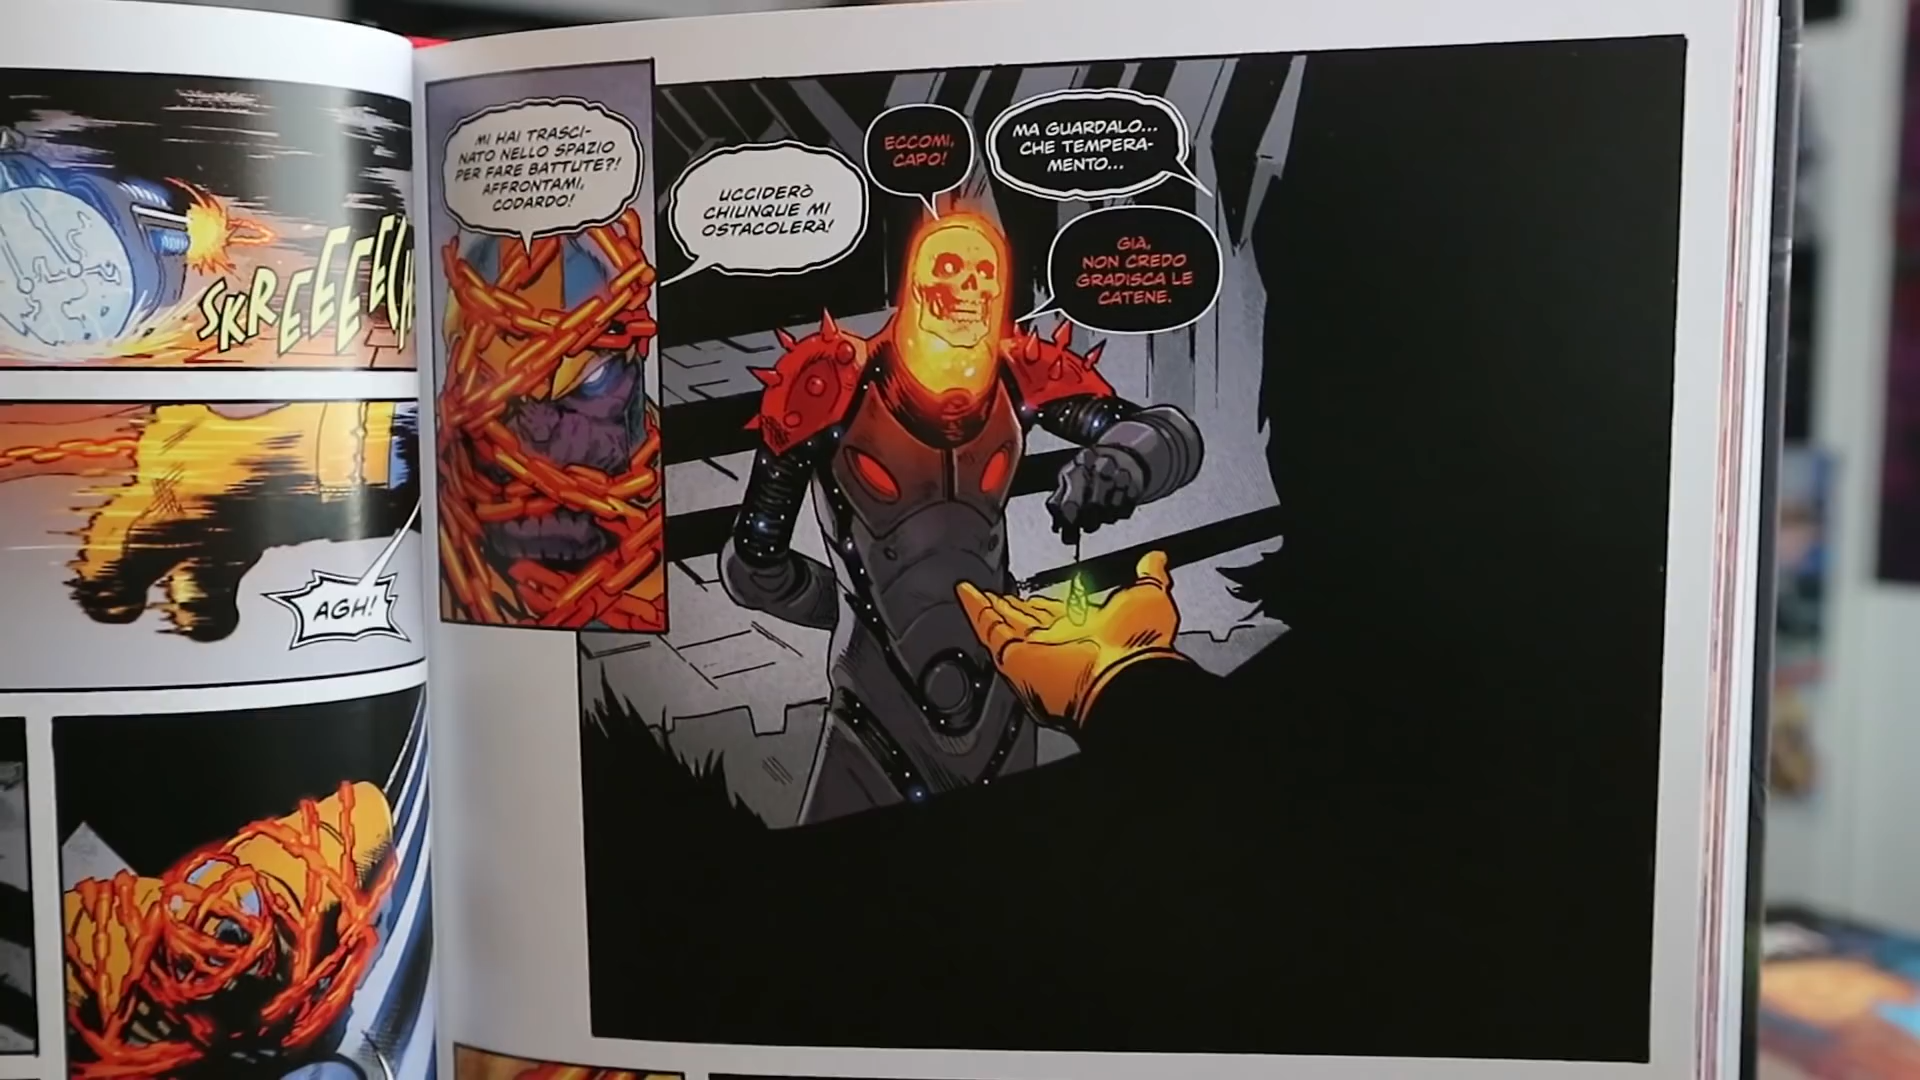 SKREEEECH
AGH!
MI HAI TRASCI-
NATO NELLO SPAZIO
PER FARE BATTUTE?!
AFFRONTAMI,
CODARDO!
UCCIDERÒ
CHIUNQUE MI
OSTACOLERÀ!
ECCOMI,
CAPO!
MA GUARDALO...
CHE TEMPERA-
MENTO...
GIÀ,
NON CREDO
GRADISCA LE
CATENE.